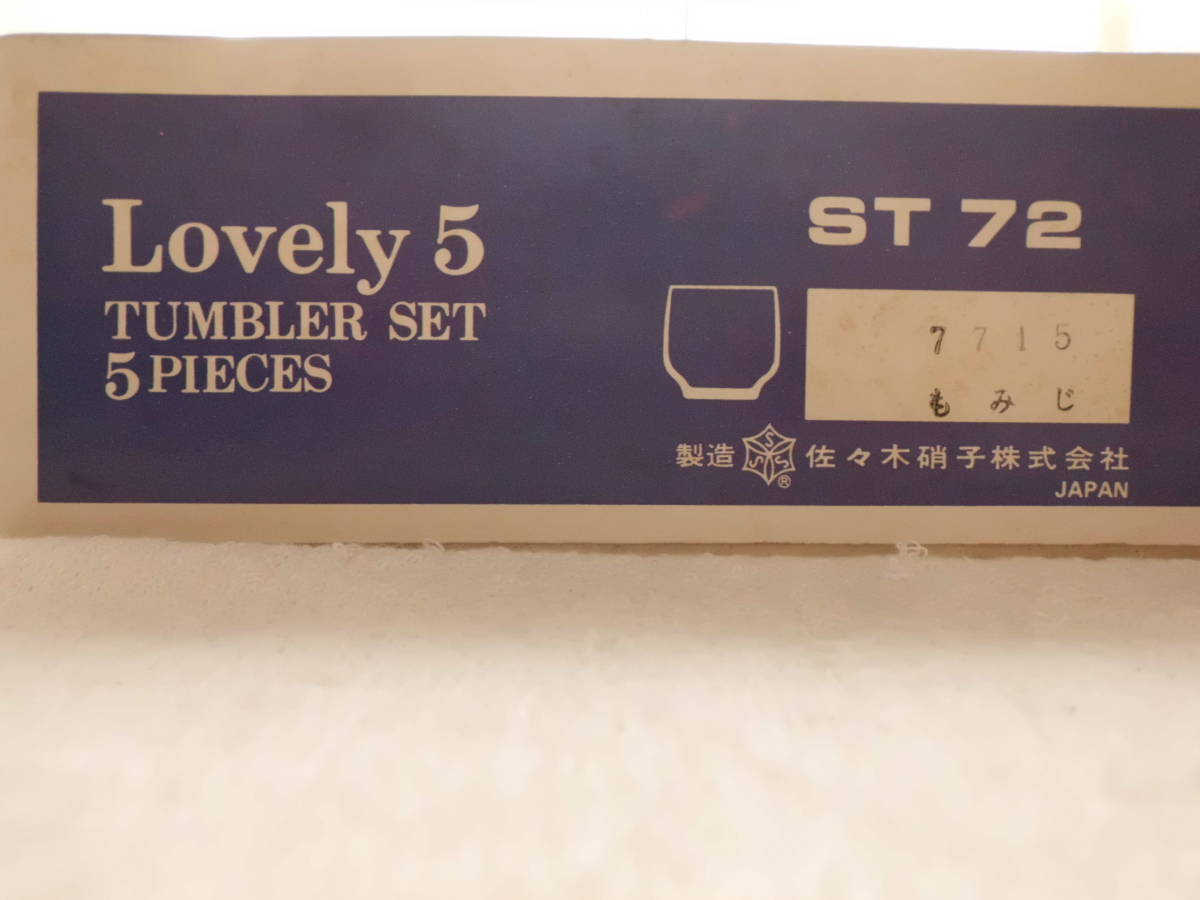 Lovely 5
TUMBLER SET
5 PIECES
ST 72
7715
もみじ
製造 SSS ® 佐々木硝子株式会社
JAPAN